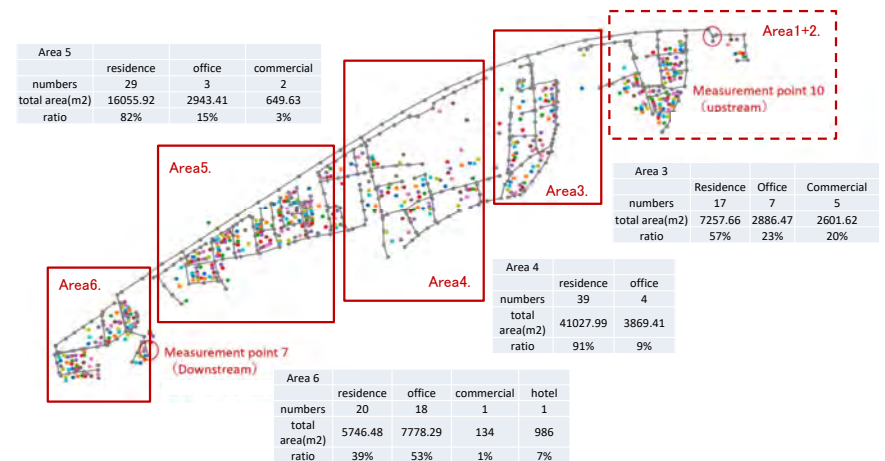 Area1+2.
Measurement point 10
(upstream)
Area 5
residence office commercial
numbers 29 3 2
total area(m2) 16055.92 2943.41 649.63
ratio 82% 15% 3%
Area5.
Area3.
Area 3
Residence Office Commercial
numbers 17 7 5
total area(m2) 7257.66 2886.47 2601.62
ratio 57% 23% 20%
Area4.
Area 4
residence office
numbers 39 4
total
area(m2) 41027.99 3869.41
ratio 91% 9%
Area6.
Measurement point 7
(Downstream)
Area 6
residence office commercial hotel
numbers 20 18 1 1
total
area(m2) 5746.48 7778.29 134 986
ratio 39% 53% 1% 7%